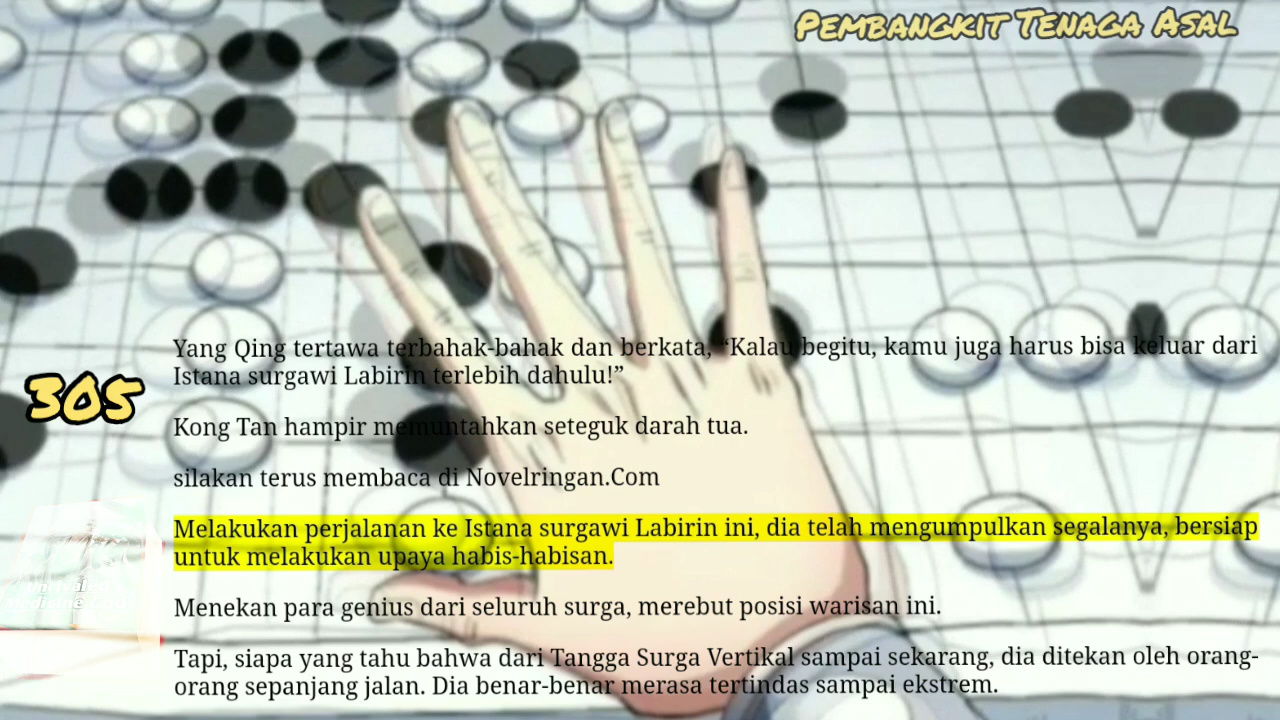 Pembangkit Tenaga Asal
Yang Qing tertawa terbahak-bahak dan berkata, “Kalau begitu, kamu juga harus bisa keluar dari
Istana surgawi Labirin terlebih dahulu!”
305
Kong Tan hampir memuntahkan seteguk darah tua.
silakan terus membaca di Novelringan.Com
Melakukan perjalanan ke Istana surgawi Labirin ini, dia telah mengumpulkan segalanya, bersiap
untuk melakukan upaya habis-habisan.
Menekan para genius dari seluruh surga, merebut posisi warisan ini.
Tapi, siapa yang tahu bahwa dari Tangga Surga Vertikal sampai sekarang, dia ditekan oleh orang-
orang sepanjang jalan. Dia benar-benar merasa tertindas sampai ekstrem.